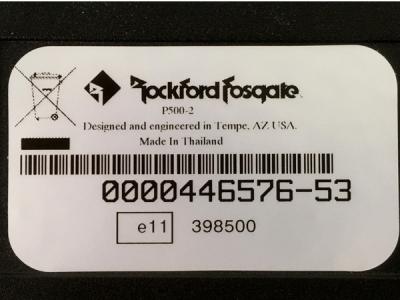 Rockford Fosgate
P500-2
Designed and engineered in Tempe, AZ USA.
Made In Thailand
0000446576-53
e11 398500